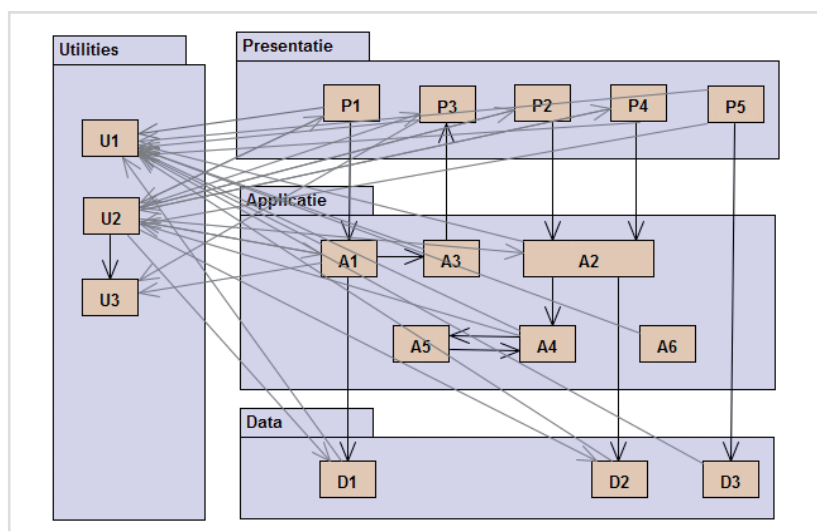 Utilities
Presentatie
P1
P3
P2
P4
P5
U1
U2
U3
Applicatie
A1
A3
A2
A5
A4
A6
Data
D1
D2
D3